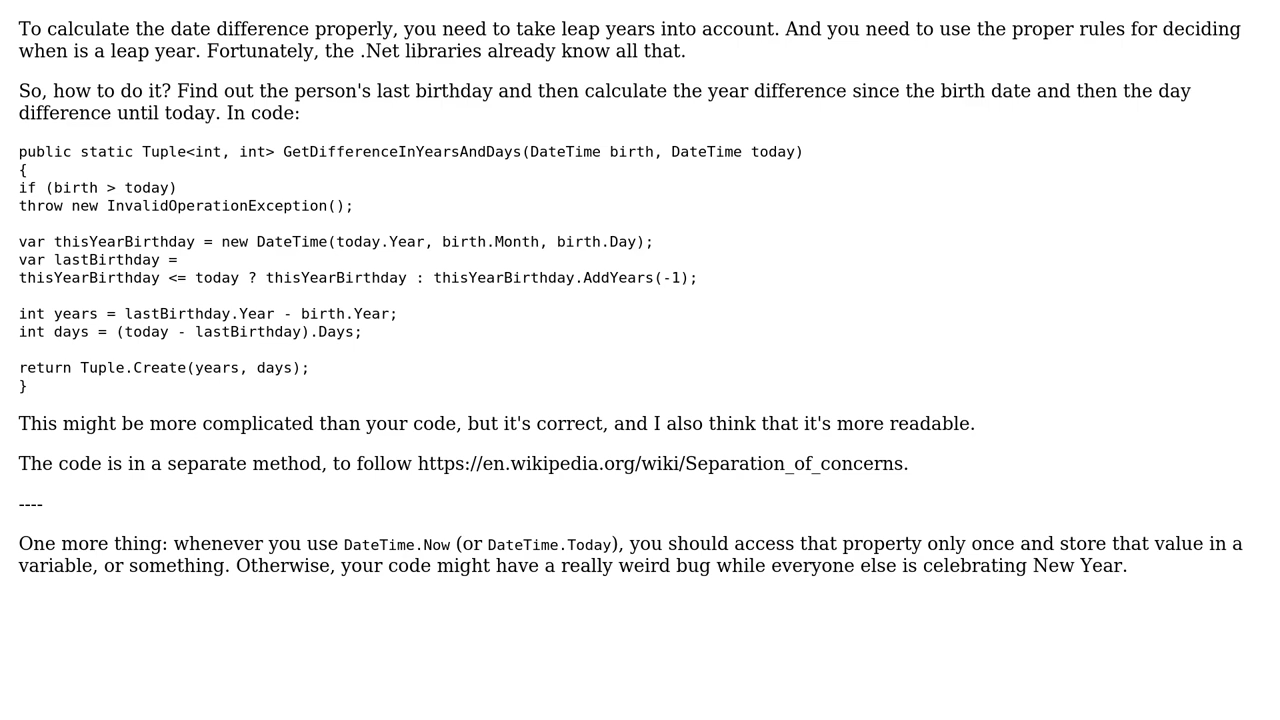 To calculate the date difference properly, you need to take leap years into account. And you need to use the proper rules for deciding
when is a leap year. Fortunately, the .Net libraries already know all that.
So, how to do it? Find out the person's last birthday and then calculate the year difference since the birth date and then the day
difference until today. In code:
public static Tuple<int, int> GetDifferenceInYearsAndDays(DateTime birth, DateTime today)
{
if (birth > today)
throw new InvalidOperationException();
var thisYearBirthday = new DateTime(today.Year, birth.Month, birth.Day);
var lastBirthday =
thisYearBirthday <= today ? thisYearBirthday : thisYearBirthday.AddYears(-1);
int years = lastBirthday.Year - birth.Year;
int days = (today - lastBirthday).Days;
return Tuple.Create(years, days);
}
This might be more complicated than your code, but it's correct, and I also think that it's more readable.
The code is in a separate method, to follow https://en.wikipedia.org/wiki/Separation_of_concerns.
----
One more thing: whenever you use DateTime.Now (or DateTime.Today), you should access that property only once and store that value in a
variable, or something. Otherwise, your code might have a really weird bug while everyone else is celebrating New Year.